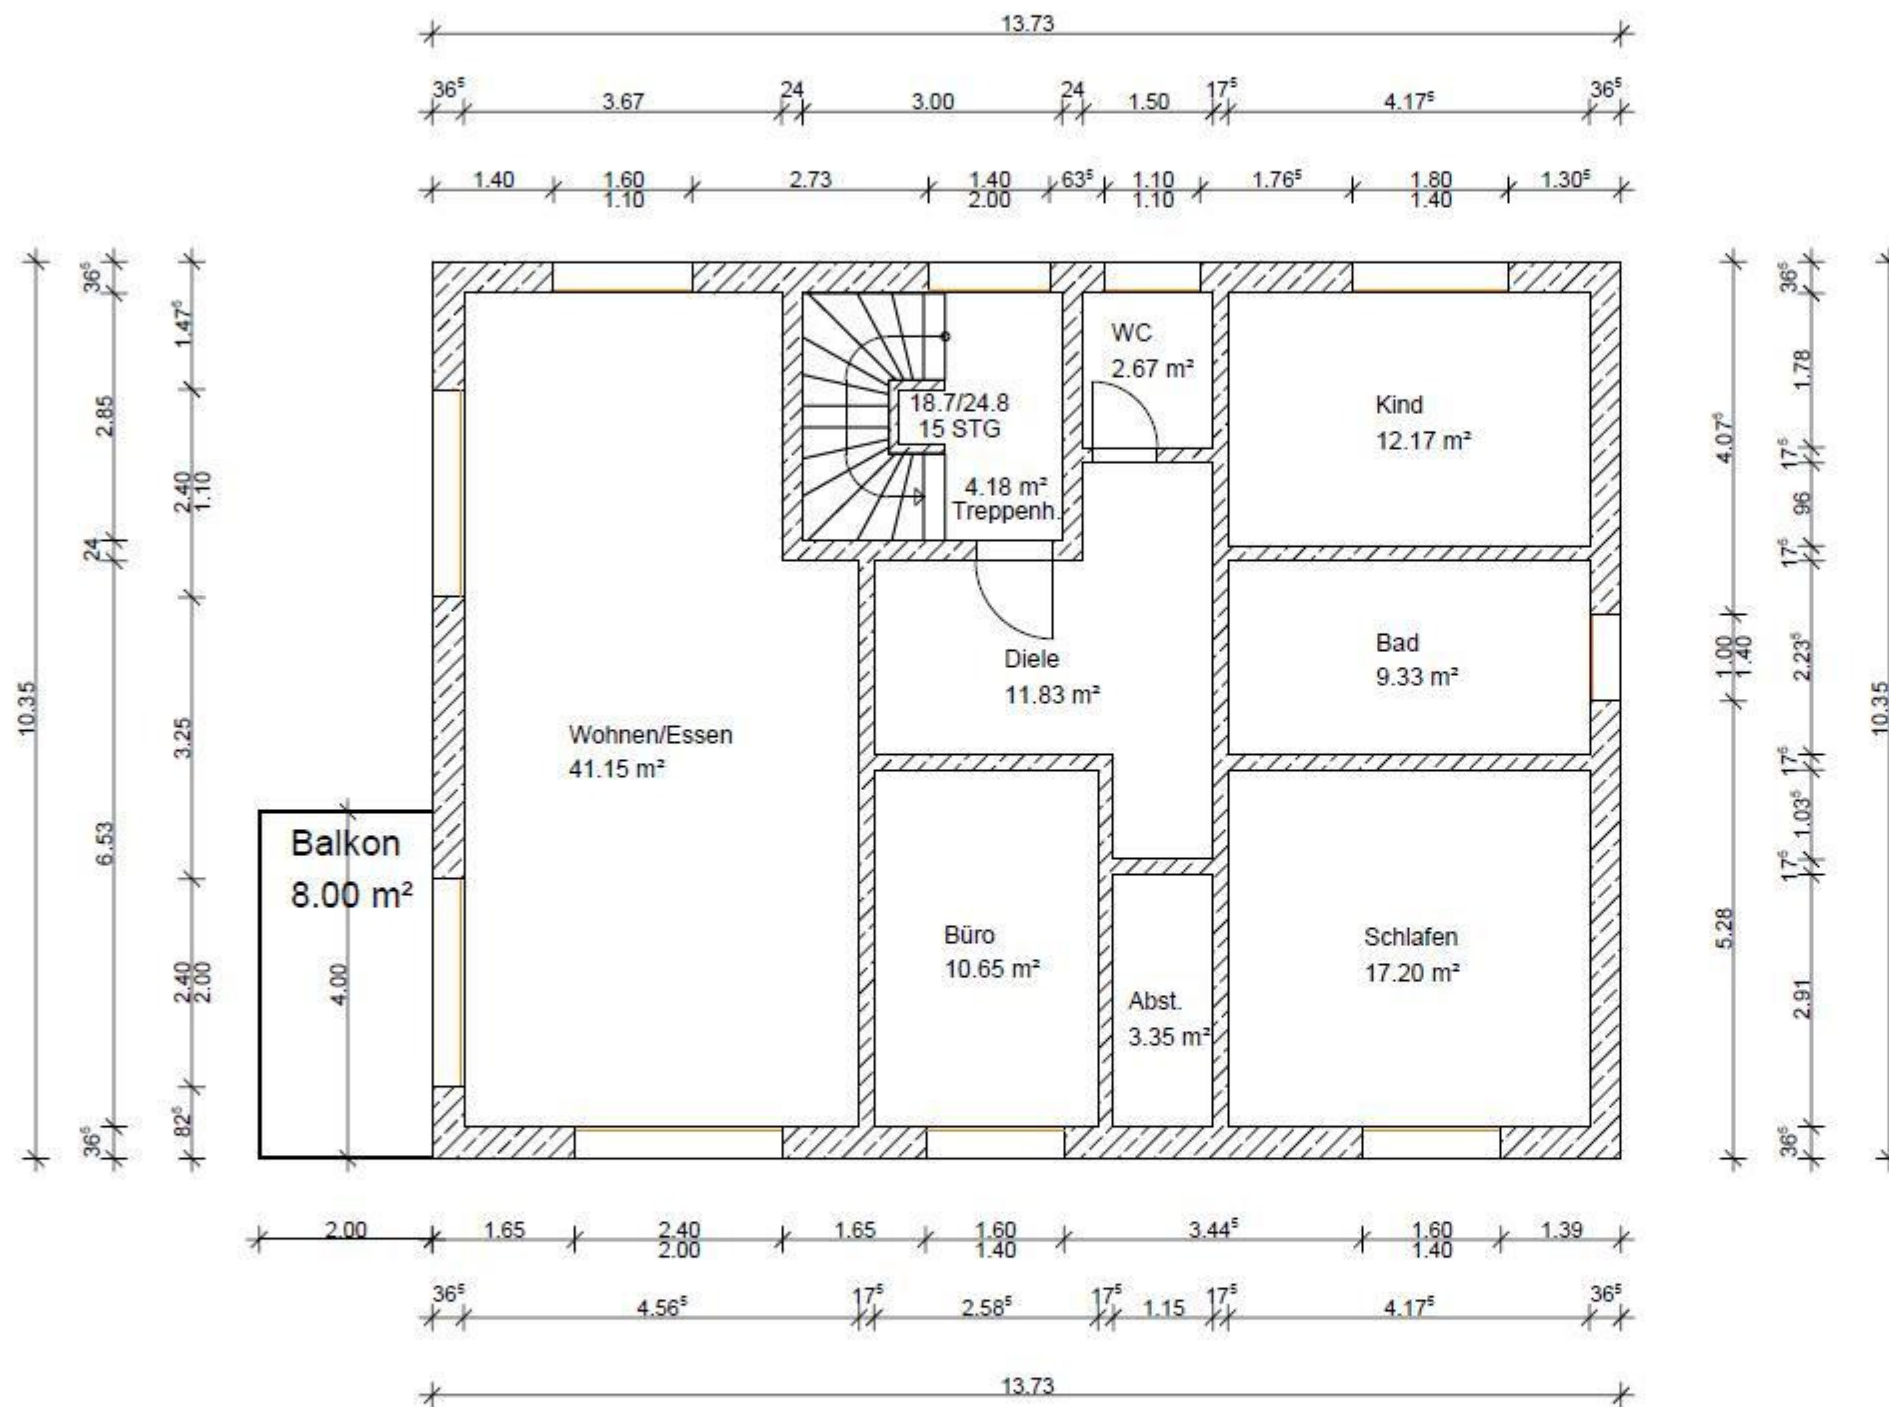 13.73
36⁵ 3.67 24 3.00 24 1.50 17⁵ 4.17⁵ 36⁵
1.40 1.60 2.73 1.40 63⁵ 1.10 1.76⁵ 1.80 1.30⁵
1.10 2.00 1.10 1.40
10.35
36⁵ 2.85 24 6.53 36⁵
1.47⁵ 2.40 3.25 2.40 82⁵
1.10 2.00
WC
2.67 m²
18.7/24.8
15 STG
4.18 m²
Treppenh.
Kind
12.17 m²
Diele
11.83 m²
Bad
9.33 m²
Wohnen/Essen
41.15 m²
Balkon
8.00 m²
4.00
Büro
10.65 m²
Abst.
3.35 m²
Schlafen
17.20 m²
4.07⁵ 1.00 5.28
1.40
36⁵ 1.78 17⁵ 96 17⁵ 2.23⁵ 17⁵ 1.03⁵ 17⁵ 2.91 36⁵
10.35
2.00 1.65 2.40 1.65 1.60 3.44⁵ 1.60 1.39
2.00 1.40 1.40
36⁵ 4.56⁵ 17⁵ 2.58⁵ 17⁵ 1.15 17⁵ 4.17⁵ 36⁵
13.73